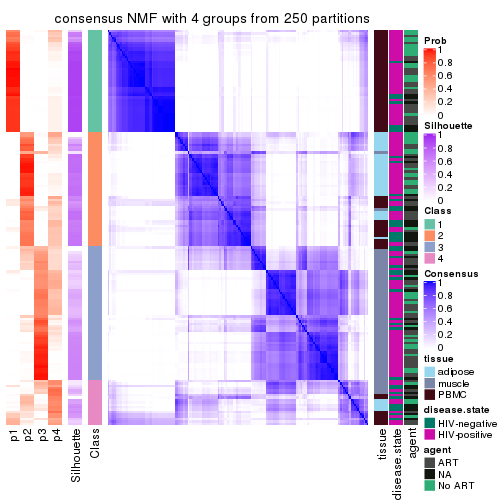 consensus NMF with 4 groups from 250 partitions
Prob
1
0.8
0.6
0.4
0.2
0
Silhouette
1
0.8
0.6
0.4
0.2
0
Class
1
2
3
4
Consensus
1
0.8
0.6
0.4
0.2
0
tissue
adipose
muscle
PBMC
disease.state
HIV-negative
HIV-positive
agent
ART
NA
No ART
p1
p2
p3
p4
Silhouette
Class
tissue
disease.state
agent